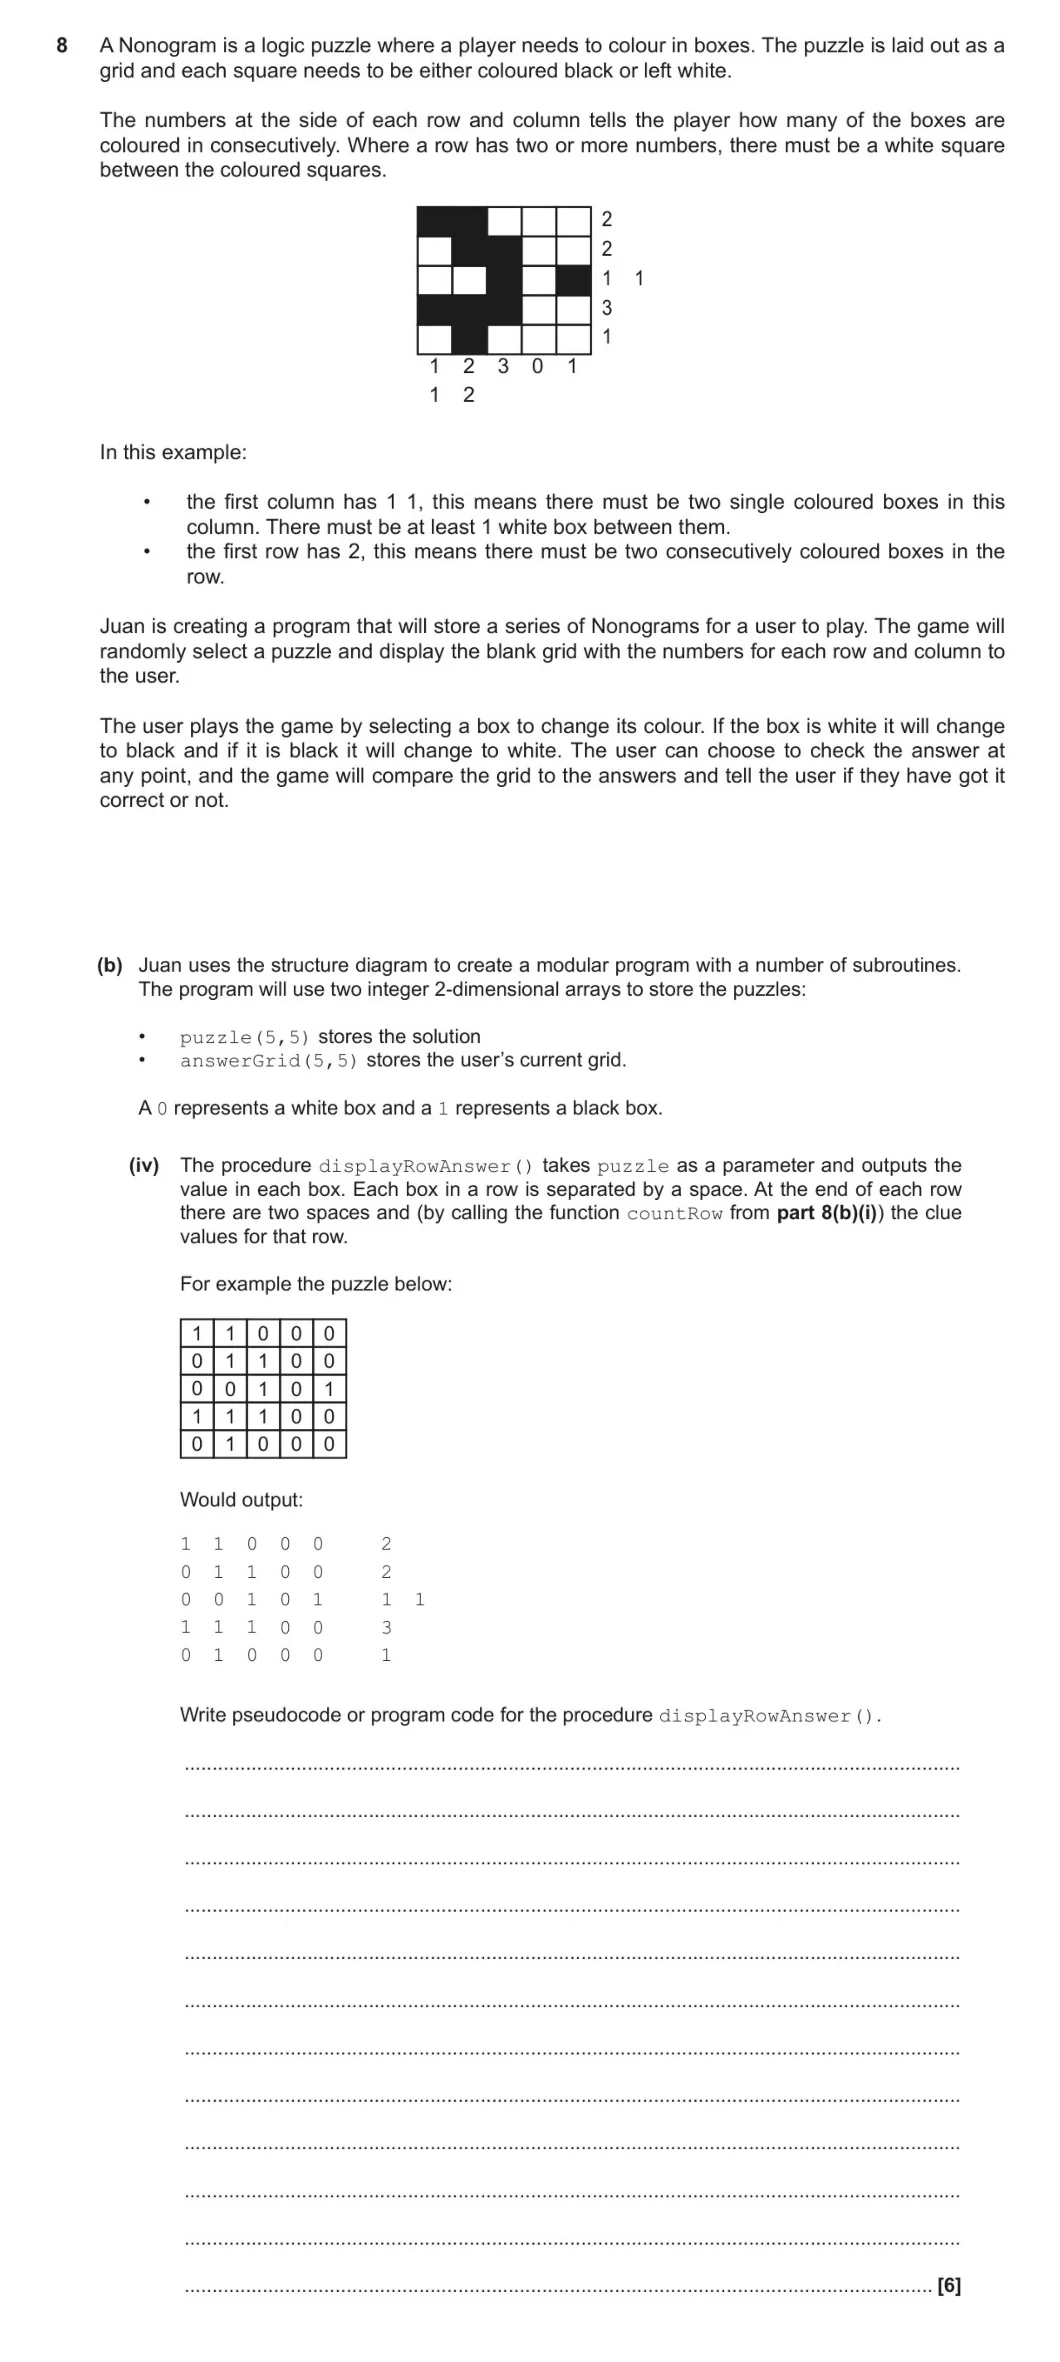 8 A Nonogram is a logic puzzle where a player needs to colour in boxes. The puzzle is laid out as a
grid and each square needs to be either coloured black or left white.
The numbers at the side of each row and column tells the player how many of the boxes are
coloured in consecutively. Where a row has two or more numbers, there must be a white square
between the coloured squares.
2
2
1 1
3
1
1 2 3 0 1
1 2
In this example:
• the first column has 1 1, this means there must be two single coloured boxes in this
column. There must be at least 1 white box between them.
• the first row has 2, this means there must be two consecutively coloured boxes in the
row.
Juan is creating a program that will store a series of Nonograms for a user to play. The game will
randomly select a puzzle and display the blank grid with the numbers for each row and column to
the user.
The user plays the game by selecting a box to change its colour. If the box is white it will change
to black and if it is black it will change to white. The user can choose to check the answer at
any point, and the game will compare the grid to the answers and tell the user if they have got it
correct or not.
(b) Juan uses the structure diagram to create a modular program with a number of subroutines.
The program will use two integer 2-dimensional arrays to store the puzzles:
• puzzle(5,5) stores the solution
• answerGrid(5,5) stores the user's current grid.
A 0 represents a white box and a 1 represents a black box.
(iv) The procedure displayRowAnswer() takes puzzle as a parameter and outputs the
value in each box. Each box in a row is separated by a space. At the end of each row
there are two spaces and (by calling the function countRow from part 8(b)(i)) the clue
values for that row.
For example the puzzle below:
1 1 0 0 0
0 1 1 0 0
0 0 1 0 1
1 1 1 0 0
0 1 0 0 0
Would output:
1 1 0 0 0 2
0 1 1 0 0 2
0 0 1 0 1 1 1
1 1 1 0 0 3
0 1 0 0 0 1
Write pseudocode or program code for the procedure displayRowAnswer().
[6]